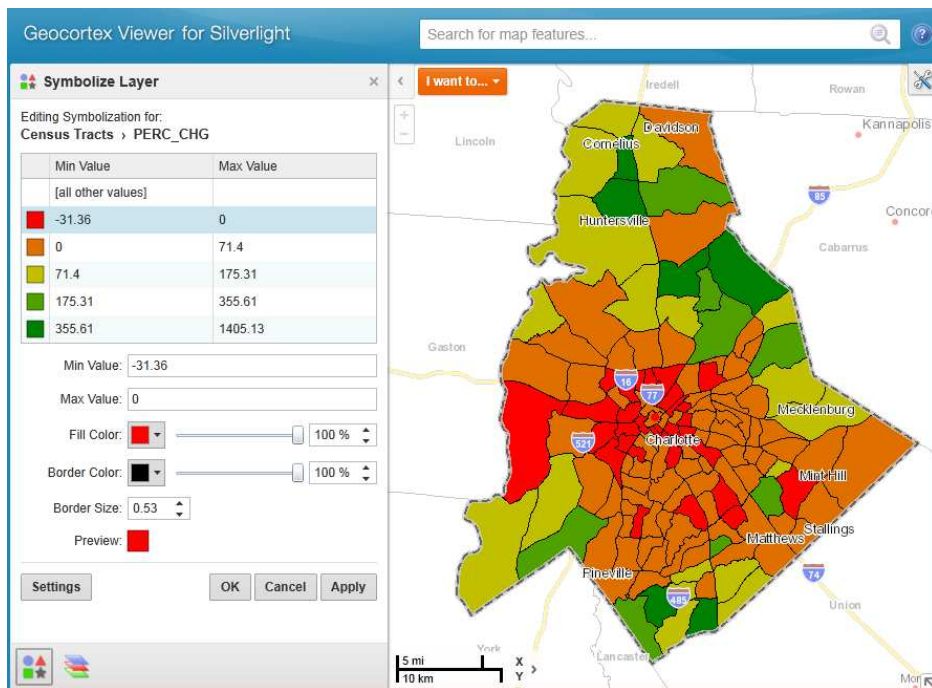 Geocortex Viewer for Silverlight
Search for map features...
?
Symbolize Layer
×
Editing Symbolization for:
Census Tracts › PERC_CHG
Min Value Max Value
[all other values]
-31.36 0
0 71.4
71.4 175.31
175.31 355.61
355.61 1405.13
Min Value: -31.36
Max Value: 0
Fill Color: 100 %
Border Color: 100 %
Border Size: 0.53
Preview:
Settings OK Cancel Apply
I want to...
+
−
Iredell
Rowan
Lincoln
Davidson
Kannapolis
Cornelius
85
Huntersville
Concor
Cabarrus
Gaston
16
77
Mecklenburg
521
Charlotte
Mint Hill
Stallings
Matthews
Pineville
74
485
Union
York
Lancaster
5 mi
10 km
X
Y
Mon